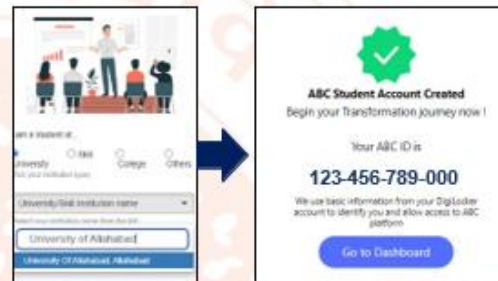 I am a student at...
University
Skill
College
Others
Pick your institution type
University/Skill Institution name
Select your institution name from the list
University of Allahabad
University Of Allahabad, Allahabad
ABC Student Account Created
Begin your Transformation journey now !
Your ABC ID is
123-456-789-000
We use basic information from your DigiLocker
account to identify you and allow access to ABC
platform
Go to Dashboard